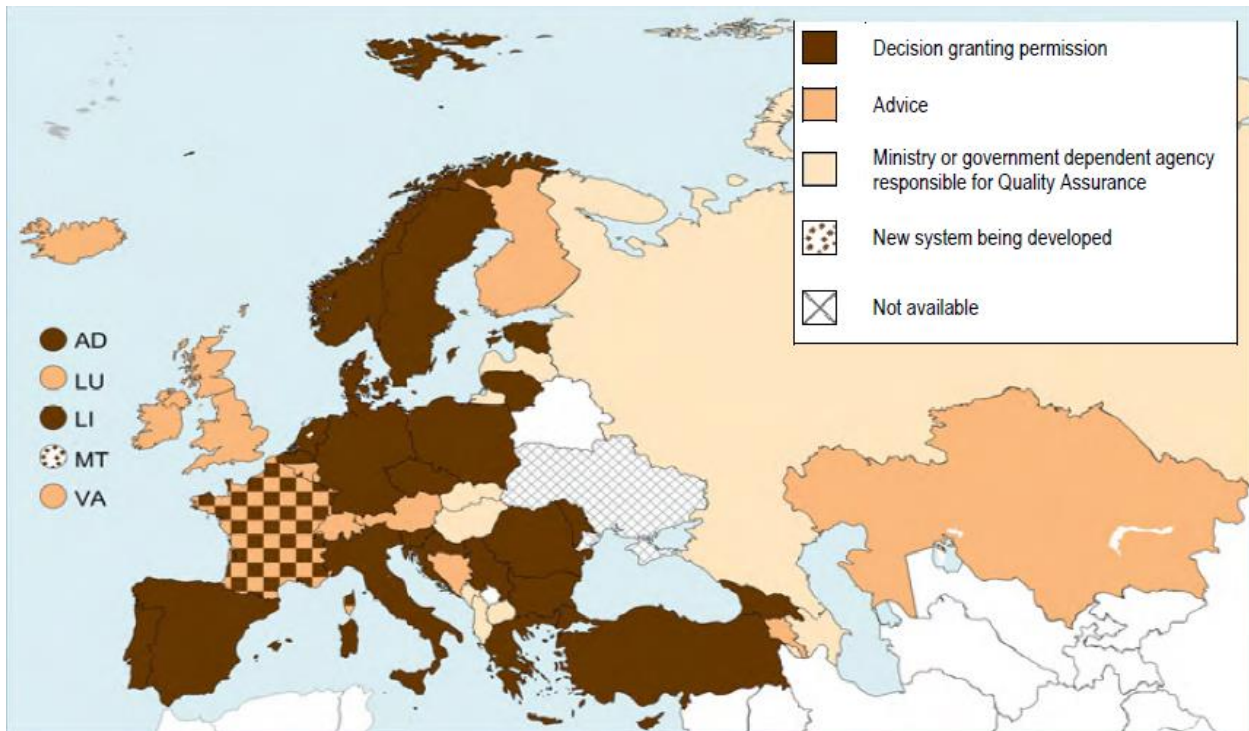 Decision granting permission
Advice
Ministry or government dependent agency
responsible for Quality Assurance
New system being developed
Not available
AD
LU
LI
MT
VA